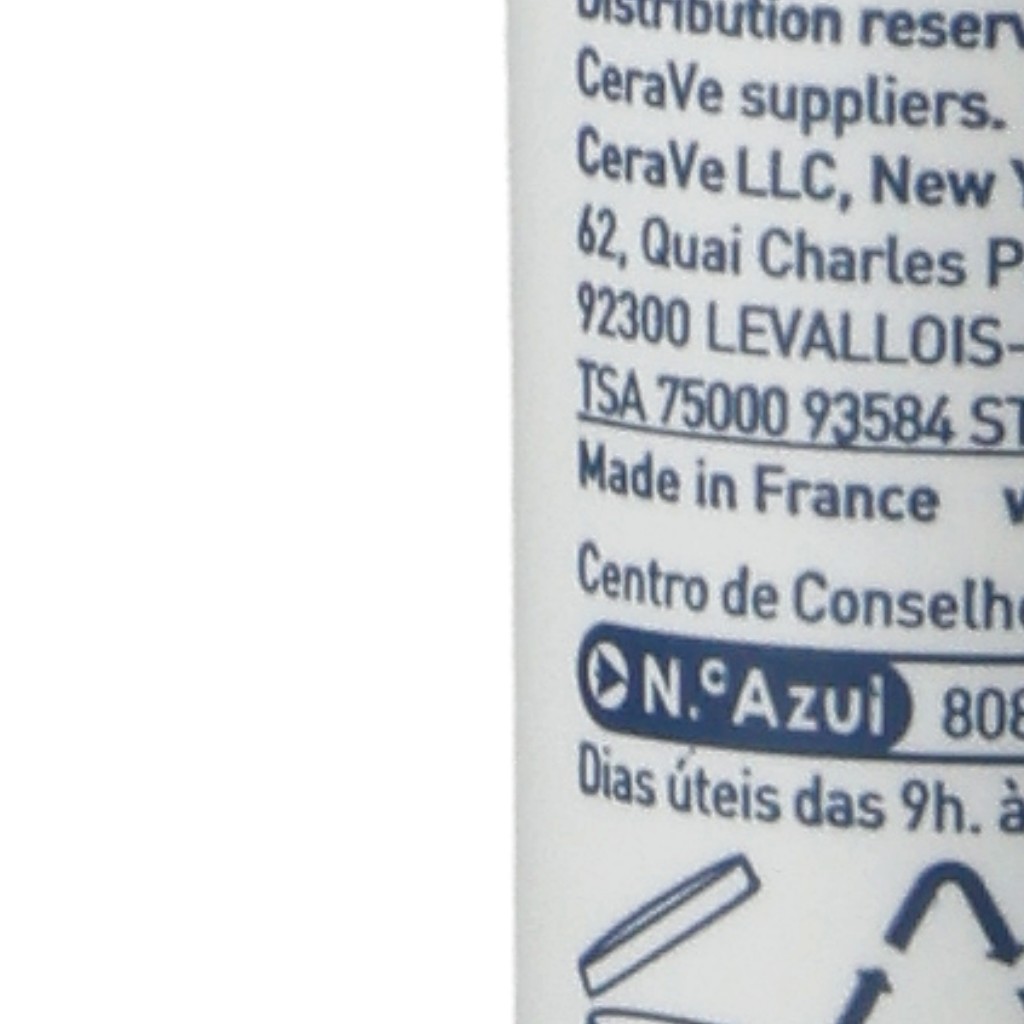 Distribution reserv
CeraVe suppliers.
CeraVe LLC, New Y
62, Quai Charles P
92300 LEVALLOIS-
TSA 75000 93584 ST
Made in France
Centro de Conselho
N.º Azul 808
Dias úteis das 9h. à